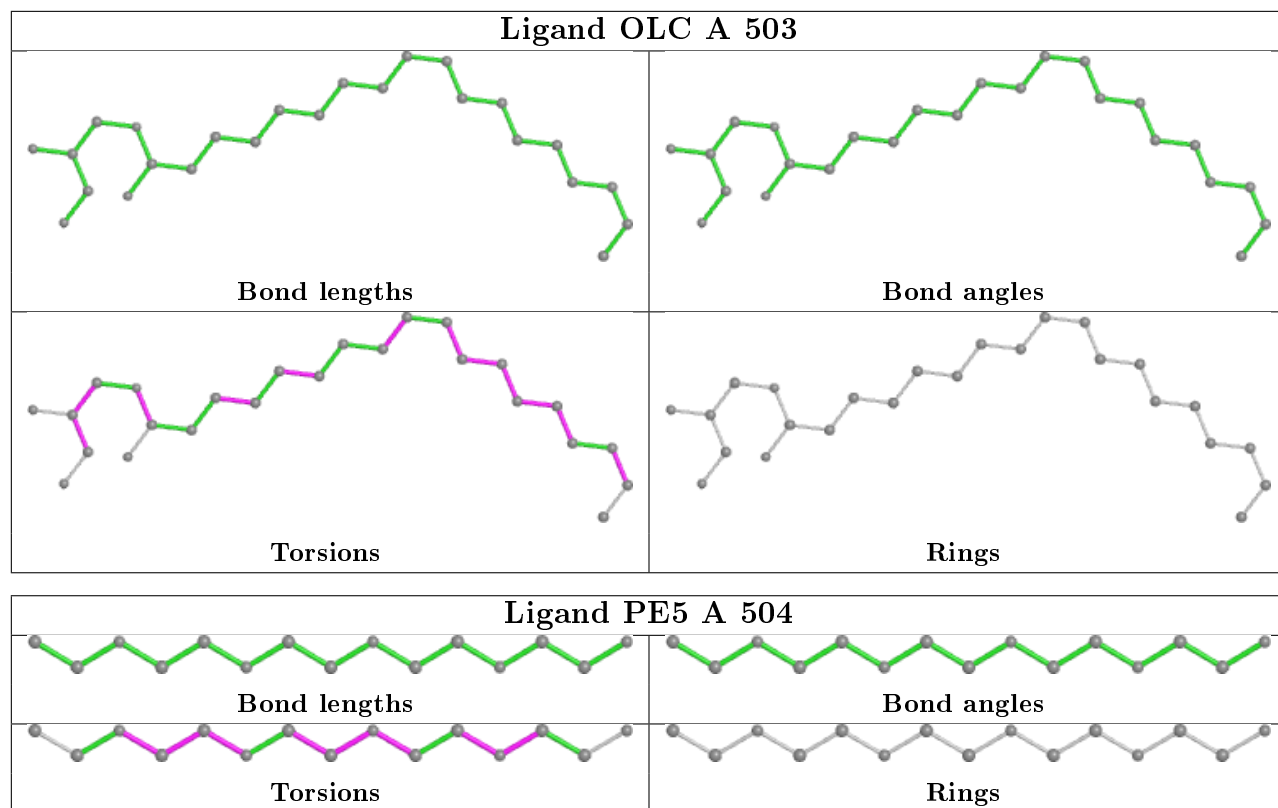 Ligand OLC A 503
Bond lengths
Bond angles
Torsions
Rings
Ligand PE5 A 504
Bond lengths
Bond angles
Torsions
Rings